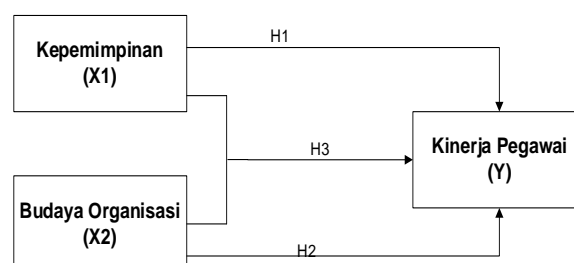 H1
Kepemimpinan
(X1)
H3
Kinerja Pegawai
(Y)
Budaya Organisasi
(X2)
H2